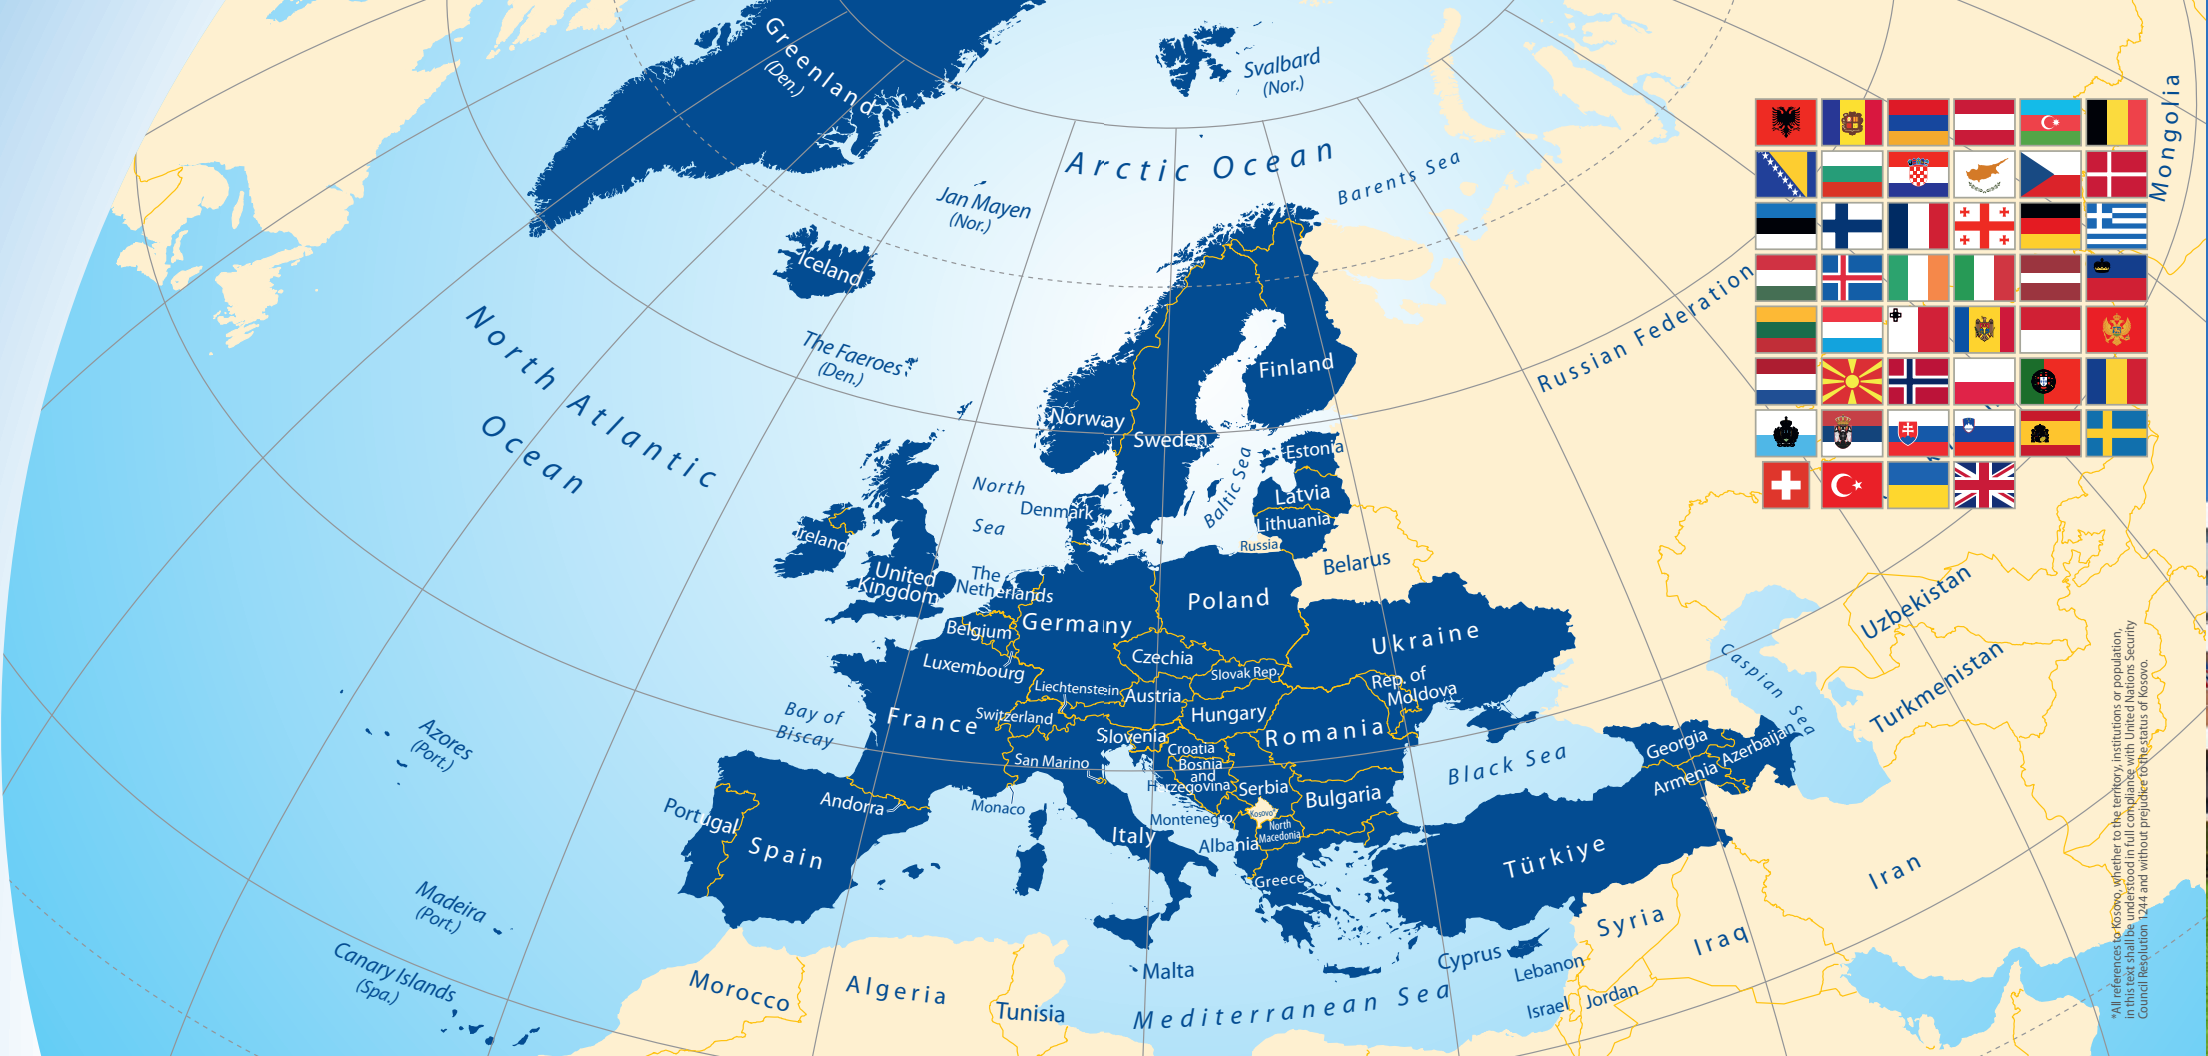 Greenland
(Den.)
Svalbard
(Nor.)
Mongolia
Arctic Ocean
Barents Sea
Jan Mayen
(Nor.)
Iceland
Russian Federation
North Atlantic
Ocean
The Faeroes
(Den.)
Finland
Norway
Sweden
Estonia
Baltic Sea
North
Sea
Denmark
Latvia
Lithuania
Russia
Ireland
Belarus
United
Kingdom
The
Netherlands
Poland
Uzbekistan
Belgium
Germany
Ukraine
Czechia
Luxembourg
Slovak Rep.
Liechtenstein
Austria
Rep. of
Moldova
Turkmenistan
Caspian Sea
Azores
(Port.)
Bay of
Biscay
France
Switzerland
Hungary
Slovenia
Romania
Croatia
San Marino
Bosnia
and
Herzegovina
Serbia
Black Sea
Georgia
Azerbaijan
Armenia
Andorra
Monaco
Bulgaria
Portugal
Montenegro
Kosovo*
North
Macedonia
Italy
Albania
Spain
Türkiye
Greece
Iran
Madeira
(Port.)
Syria
Iraq
Canary Islands
(Spa.)
Morocco
Algeria
Tunisia
Malta
Cyprus
Lebanon
Mediterranean Sea
Israel
Jordan
*All references to Kosovo, whether to the territory, institutions or population,
in this text shall be understood in full compliance with United Nations Security
Council Resolution 1244 and without prejudice to the status of Kosovo.